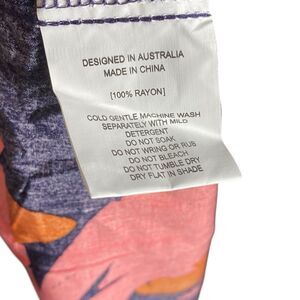 DESIGNED IN AUSTRALIA
MADE IN CHINA
[100% RAYON]
COLD GENTLE MACHINE WASH
SEPARATELY WITH MILD
DETERGENT
DO NOT SOAK
DO NOT WRING OR RUB
DO NOT BLEACH
DO NOT TUMBLE DRY
DRY FLAT IN SHADE